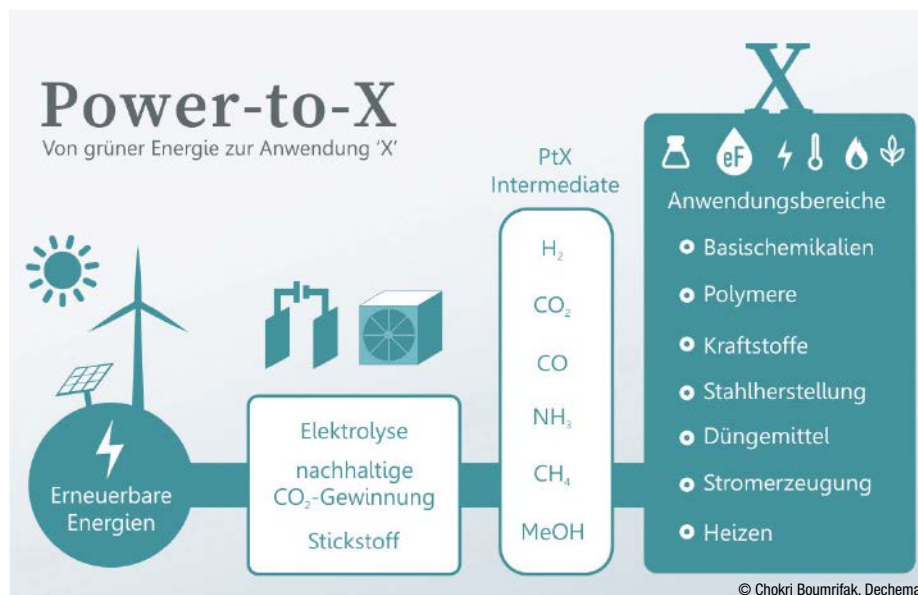 Power-to-X
Von grüner Energie zur Anwendung 'X'
Erneuerbare
Energien
Elektrolyse
nachhaltige
CO₂-Gewinnung
Stickstoff
PtX
Intermediate
H₂
CO₂
CO
NH₃
CH₄
MeOH
X
eF
Anwendungsbereiche
Basischemikalien
Polymere
Kraftstoffe
Stahlherstellung
Düngemittel
Stromerzeugung
Heizen
© Chokri Boumrifak, Dechema